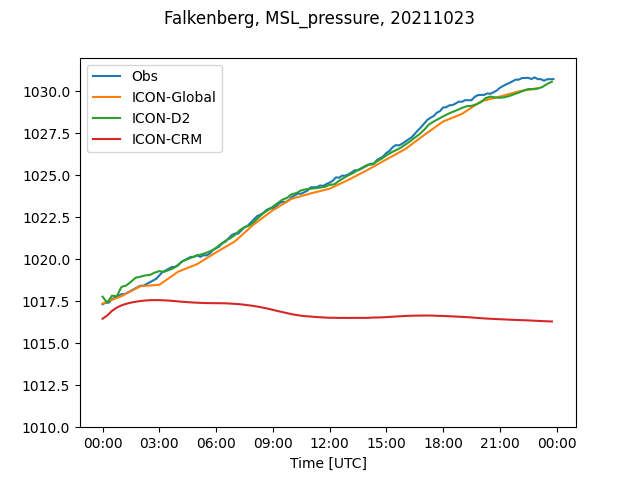 Falkenberg, MSL_pressure, 20211023
Obs
ICON-Global
ICON-D2
ICON-CRM
1030.0
1027.5
1025.0
1022.5
1020.0
1017.5
1015.0
1012.5
1010.0
00:00 03:00 06:00 09:00 12:00 15:00 18:00 21:00 00:00
Time [UTC]